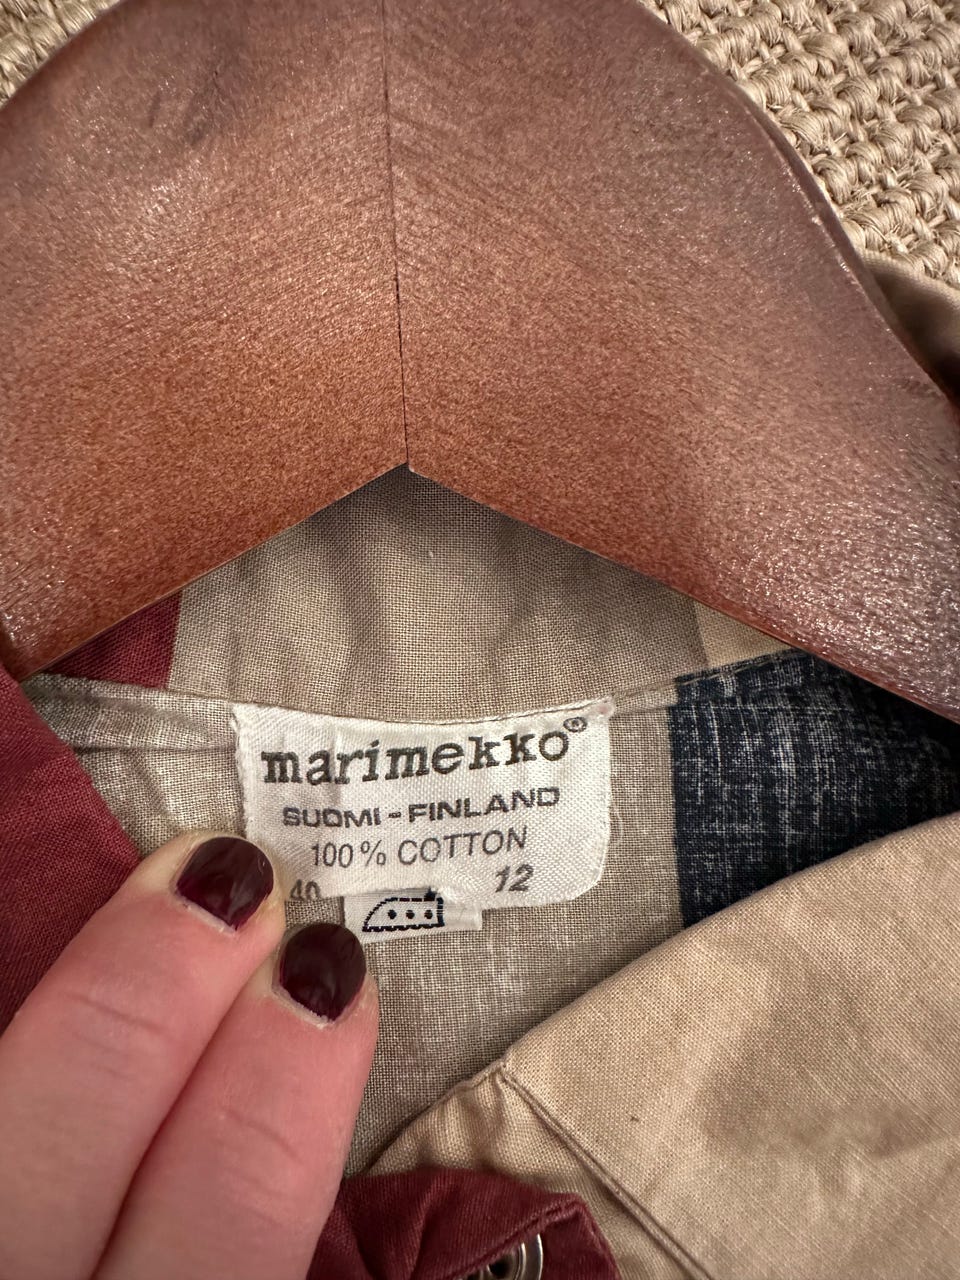 marimekko®
SUOMI-FINLAND
100% COTTON
40 12